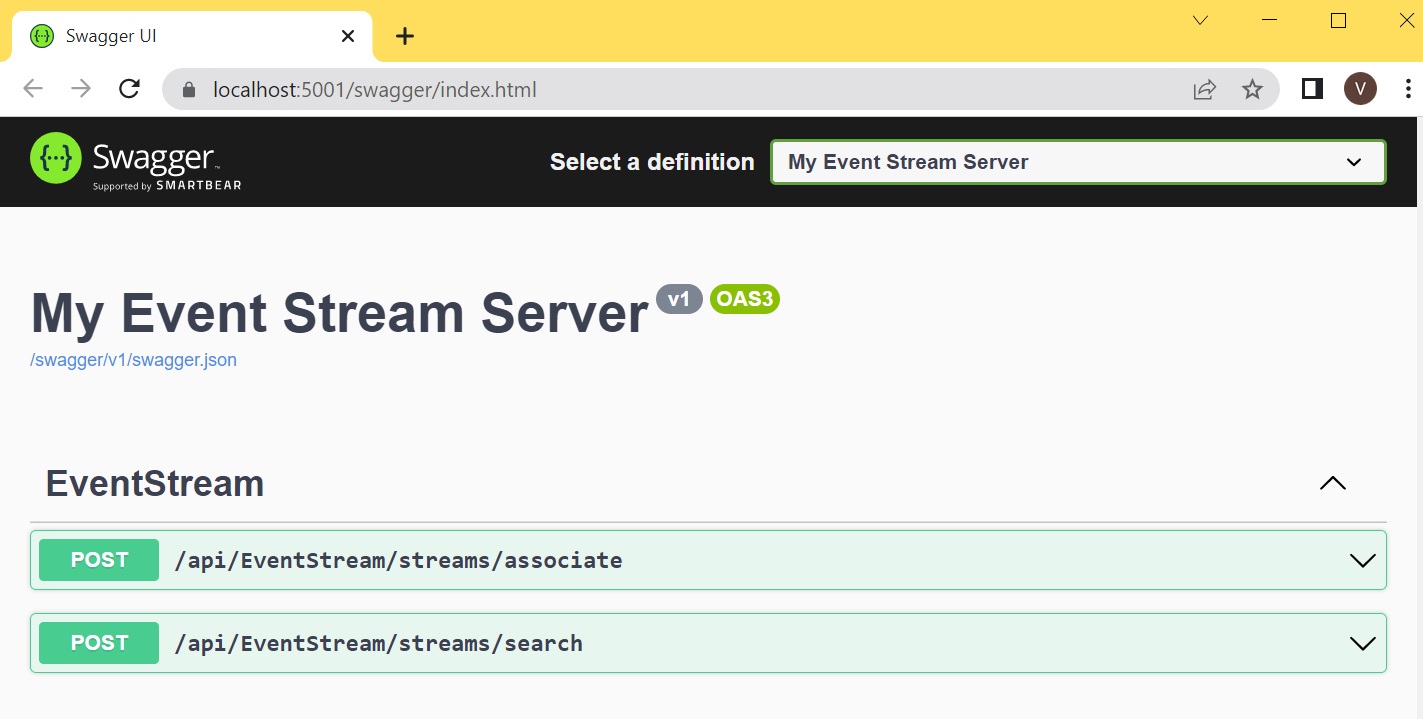 Swagger UI
localhost:5001/swagger/index.html
V
{···} Swagger™
Supported by SMARTBEAR
Select a definition
My Event Stream Server
My Event Stream Server v1 OAS3
/swagger/v1/swagger.json
EventStream
POST /api/EventStream/streams/associate
POST /api/EventStream/streams/search